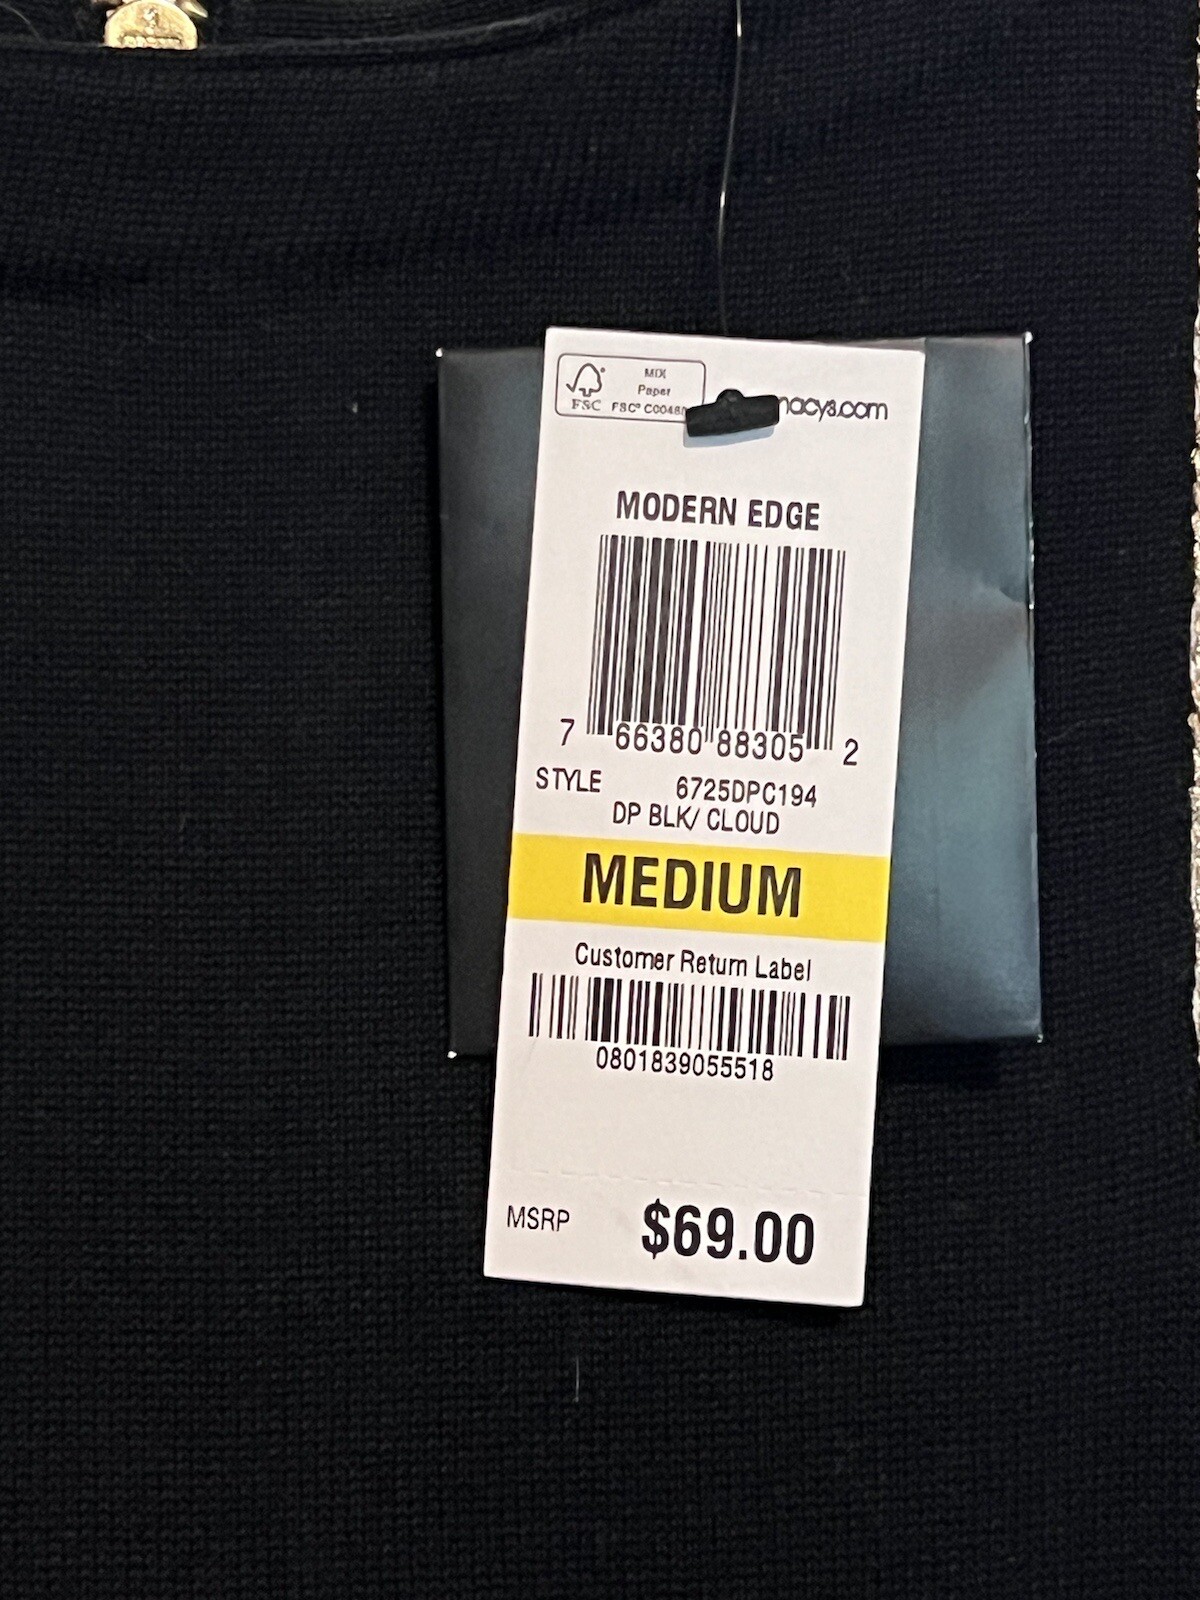 MIX
Paper
FSC
FSC®
macys.com
MODERN EDGE
7 66380 88305 2
STYLE 6725DPC194
DP BLK/ CLOUD
MEDIUM
Customer Return Label
0801839055518
MSRP $69.00